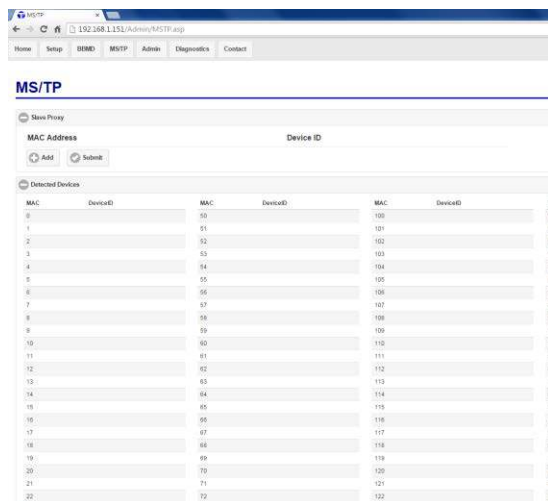 MS/TP
192.168.1.151/Admin/MSTP.asp
Home Setup BBMD MSTP Admin Diagnostics Contact
MS/TP
Slave Proxy
MAC Address Device ID
Add Submit
Detected Devices
MAC DeviceID MAC DeviceID MAC DeviceID
0 50 100
1 51 101
2 52 102
3 53 103
4 54 104
5 55 105
6 56 106
7 57 107
8 58 108
9 59 109
10 60 110
11 61 111
12 62 112
13 63 113
14 64 114
15 65 115
16 66 116
17 67 117
18 68 118
19 69 119
20 70 120
21 71 121
22 72 122